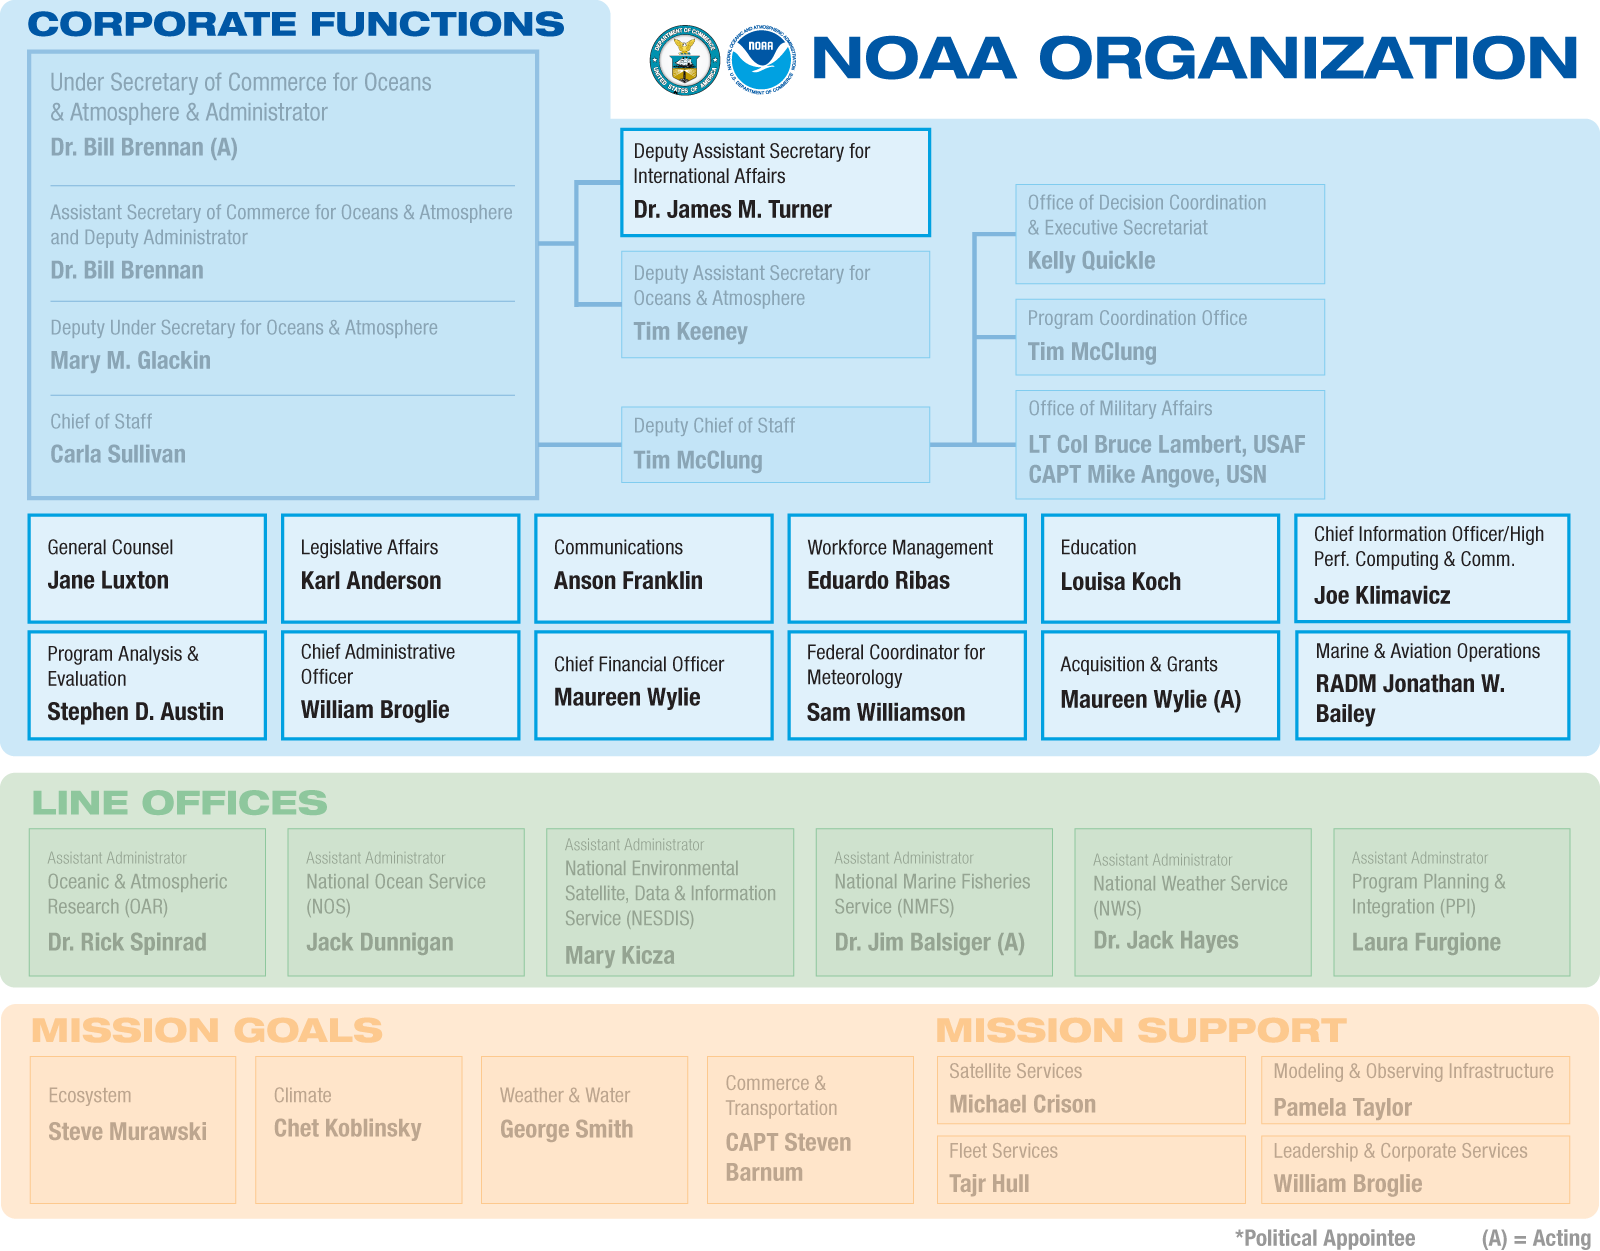 CORPORATE FUNCTIONS
NOAA
NOAA ORGANIZATION
Under Secretary of Commerce for Oceans
& Atmosphere & Administrator
Dr. Bill Brennan (A)
Assistant Secretary of Commerce for Oceans & Atmosphere
and Deputy Administrator
Dr. Bill Brennan
Deputy Under Secretary for Oceans & Atmosphere
Mary M. Glackin
Chief of Staff
Carla Sullivan
Deputy Assistant Secretary for
International Affairs
Dr. James M. Turner
Deputy Assistant Secretary for
Oceans & Atmosphere
Tim Keeney
Deputy Chief of Staff
Tim McClung
Office of Decision Coordination
& Executive Secretariat
Kelly Quickle
Program Coordination Office
Tim McClung
Office of Military Affairs
LT Col Bruce Lambert, USAF
CAPT Mike Angove, USN
General Counsel
Jane Luxton
Legislative Affairs
Karl Anderson
Communications
Anson Franklin
Workforce Management
Eduardo Ribas
Education
Louisa Koch
Chief Information Officer/High
Perf. Computing & Comm.
Joe Klimavicz
Program Analysis &
Evaluation
Stephen D. Austin
Chief Administrative
Officer
William Broglie
Chief Financial Officer
Maureen Wylie
Federal Coordinator for
Meteorology
Sam Williamson
Acquisition & Grants
Maureen Wylie (A)
Marine & Aviation Operations
RADM Jonathan W.
Bailey
LINE OFFICES
Assistant Administrator
Oceanic & Atmospheric
Research (OAR)
Dr. Rick Spinrad
Assistant Administrator
National Ocean Service
(NOS)
Jack Dunnigan
Assistant Administrator
National Environmental
Satellite, Data & Information
Service (NESDIS)
Mary Kicza
Assistant Administrator
National Marine Fisheries
Service (NMFS)
Dr. Jim Balsiger (A)
Assistant Administrator
National Weather Service
(NWS)
Dr. Jack Hayes
Assistant Adminstrator
Program Planning &
Integration (PPI)
Laura Furgione
MISSION GOALS
Ecosystem
Steve Murawski
Climate
Chet Koblinsky
Weather & Water
George Smith
Commerce &
Transportation
CAPT Steven
Barnum
MISSION SUPPORT
Satellite Services
Michael Crison
Modeling & Observing Infrastructure
Pamela Taylor
Fleet Services
Tajr Hull
Leadership & Corporate Services
William Broglie
*Political Appointee
(A) = Acting